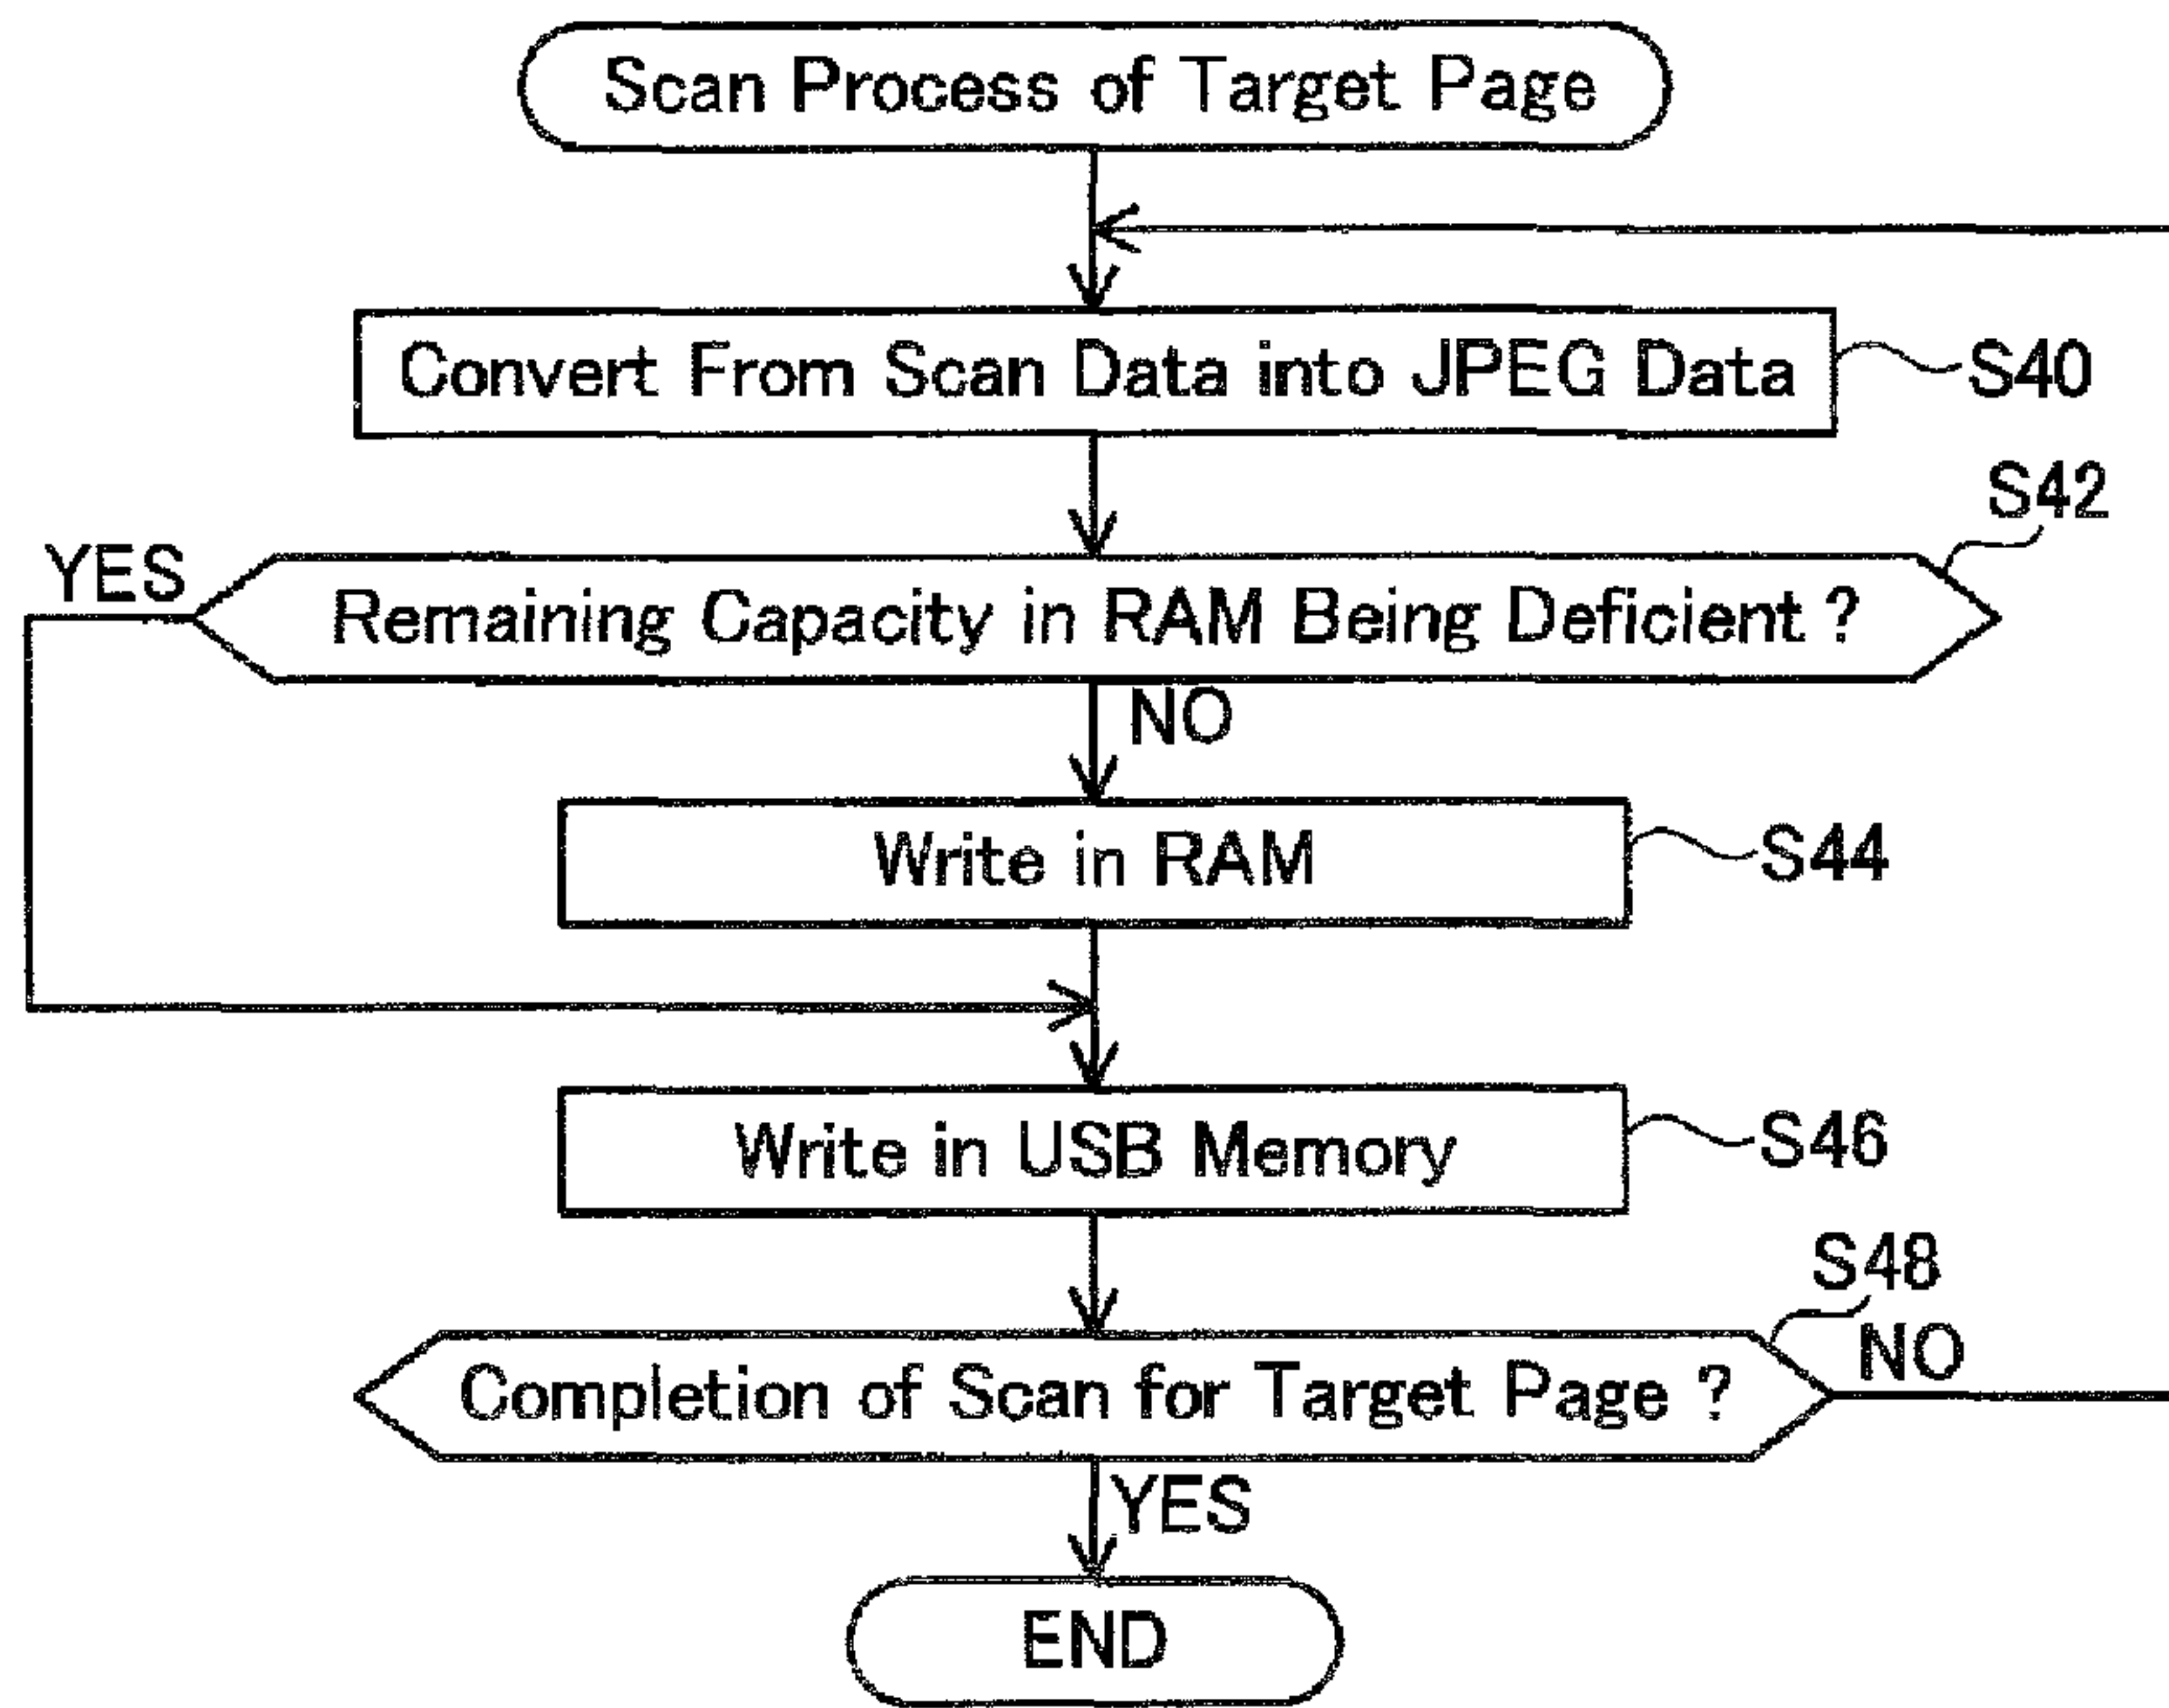 Scan Process of Target Page
Convert From Scan Data into JPEG Data
S40
S42
YES
Remaining Capacity in RAM Being Deficient ?
NO
Write in RAM
S44
Write in USB Memory
S46
S48
Completion of Scan for Target Page ?
NO
YES
END